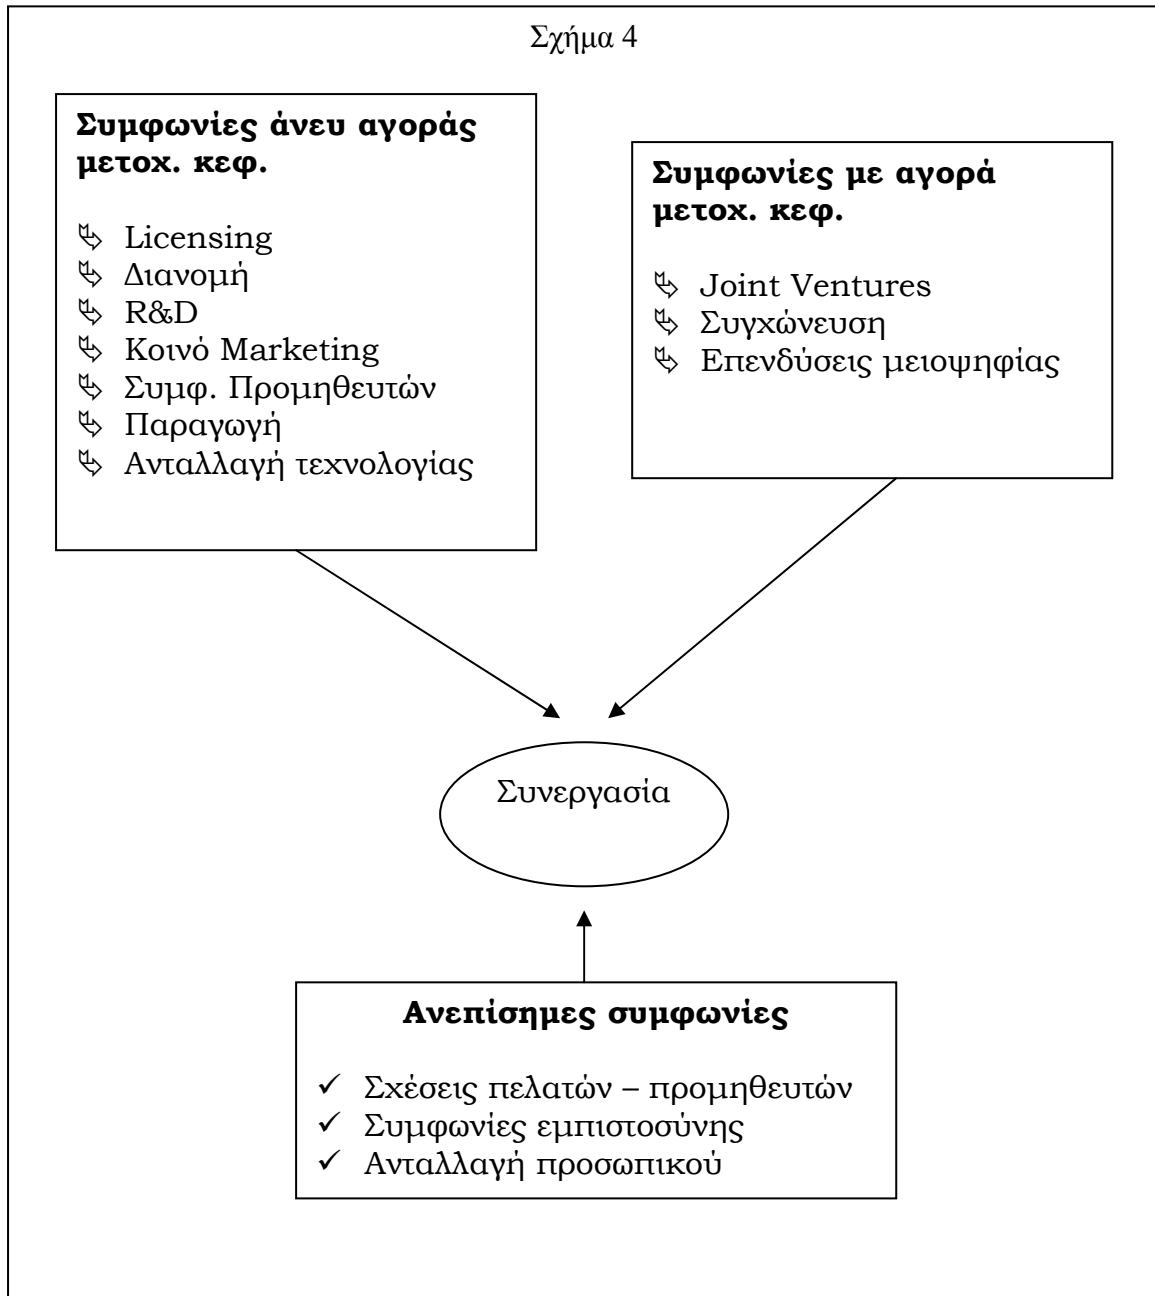 Σχήμα 4
Συμφωνίες άνευ αγοράς
μετοχ. κεφ.
Licensing
Διανομή
R&D
Κοινό Marketing
Συμφ. Προμηθευτών
Παραγωγή
Ανταλλαγή τεχνολογίας
Συμφωνίες με αγορά
μετοχ. κεφ.
Joint Ventures
Συγχώνευση
Επενδύσεις μειοψηφίας
Συνεργασία
Ανεπίσημες συμφωνίες
✓ Σχέσεις πελατών – προμηθευτών
✓ Συμφωνίες εμπιστοσύνης
✓ Ανταλλαγή προσωπικού